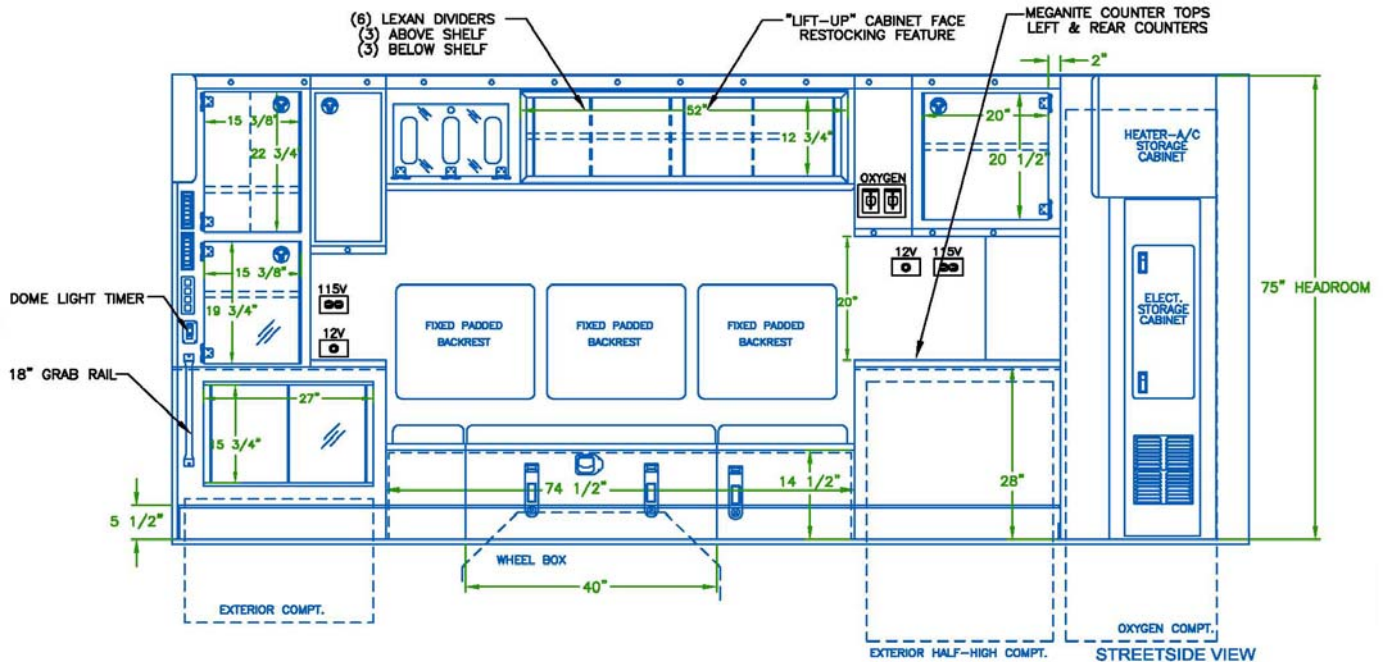 (6) LEXAN DIVIDERS
(3) ABOVE SHELF
(3) BELOW SHELF
"LIFT-UP" CABINET FACE
RESTOCKING FEATURE
MEGANITE COUNTER TOPS
LEFT & REAR COUNTERS
2"
15 3/8"
22 3/4"
52"
12 3/4"
20"
20 1/2"
HEATER-A/C
STORAGE
CABINET
OXYGEN
15 3/8"
19 3/4"
115V
12V
12V
115V
20"
75" HEADROOM
DOME LIGHT TIMER
ELECT.
STORAGE
CABINET
FIXED PADDED
BACKREST
FIXED PADDED
BACKREST
FIXED PADDED
BACKREST
18" GRAB RAIL
27"
15 3/4"
74 1/2"
14 1/2"
28"
5 1/2"
WHEEL BOX
40"
EXTERIOR COMPT.
OXYGEN COMPT.
EXTERIOR HALF-HIGH COMPT.
STREETSIDE VIEW